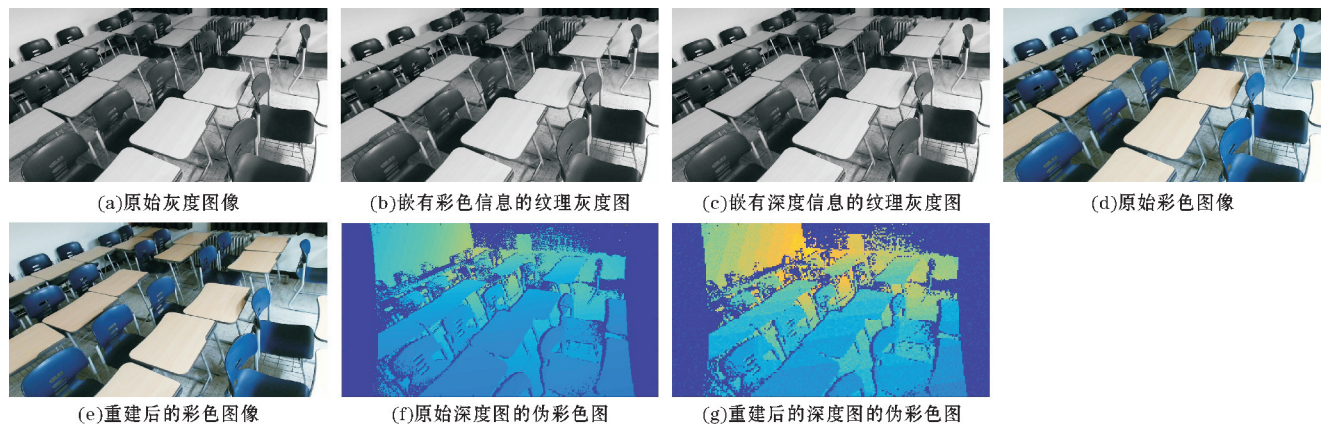 (a)原始灰度图像
(b)嵌有彩色信息的纹理灰度图
(c)嵌有深度信息的纹理灰度图
(d)原始彩色图像
(e)重建后的彩色图像
(f)原始深度图的伪彩色图
(g)重建后的深度图的伪彩色图